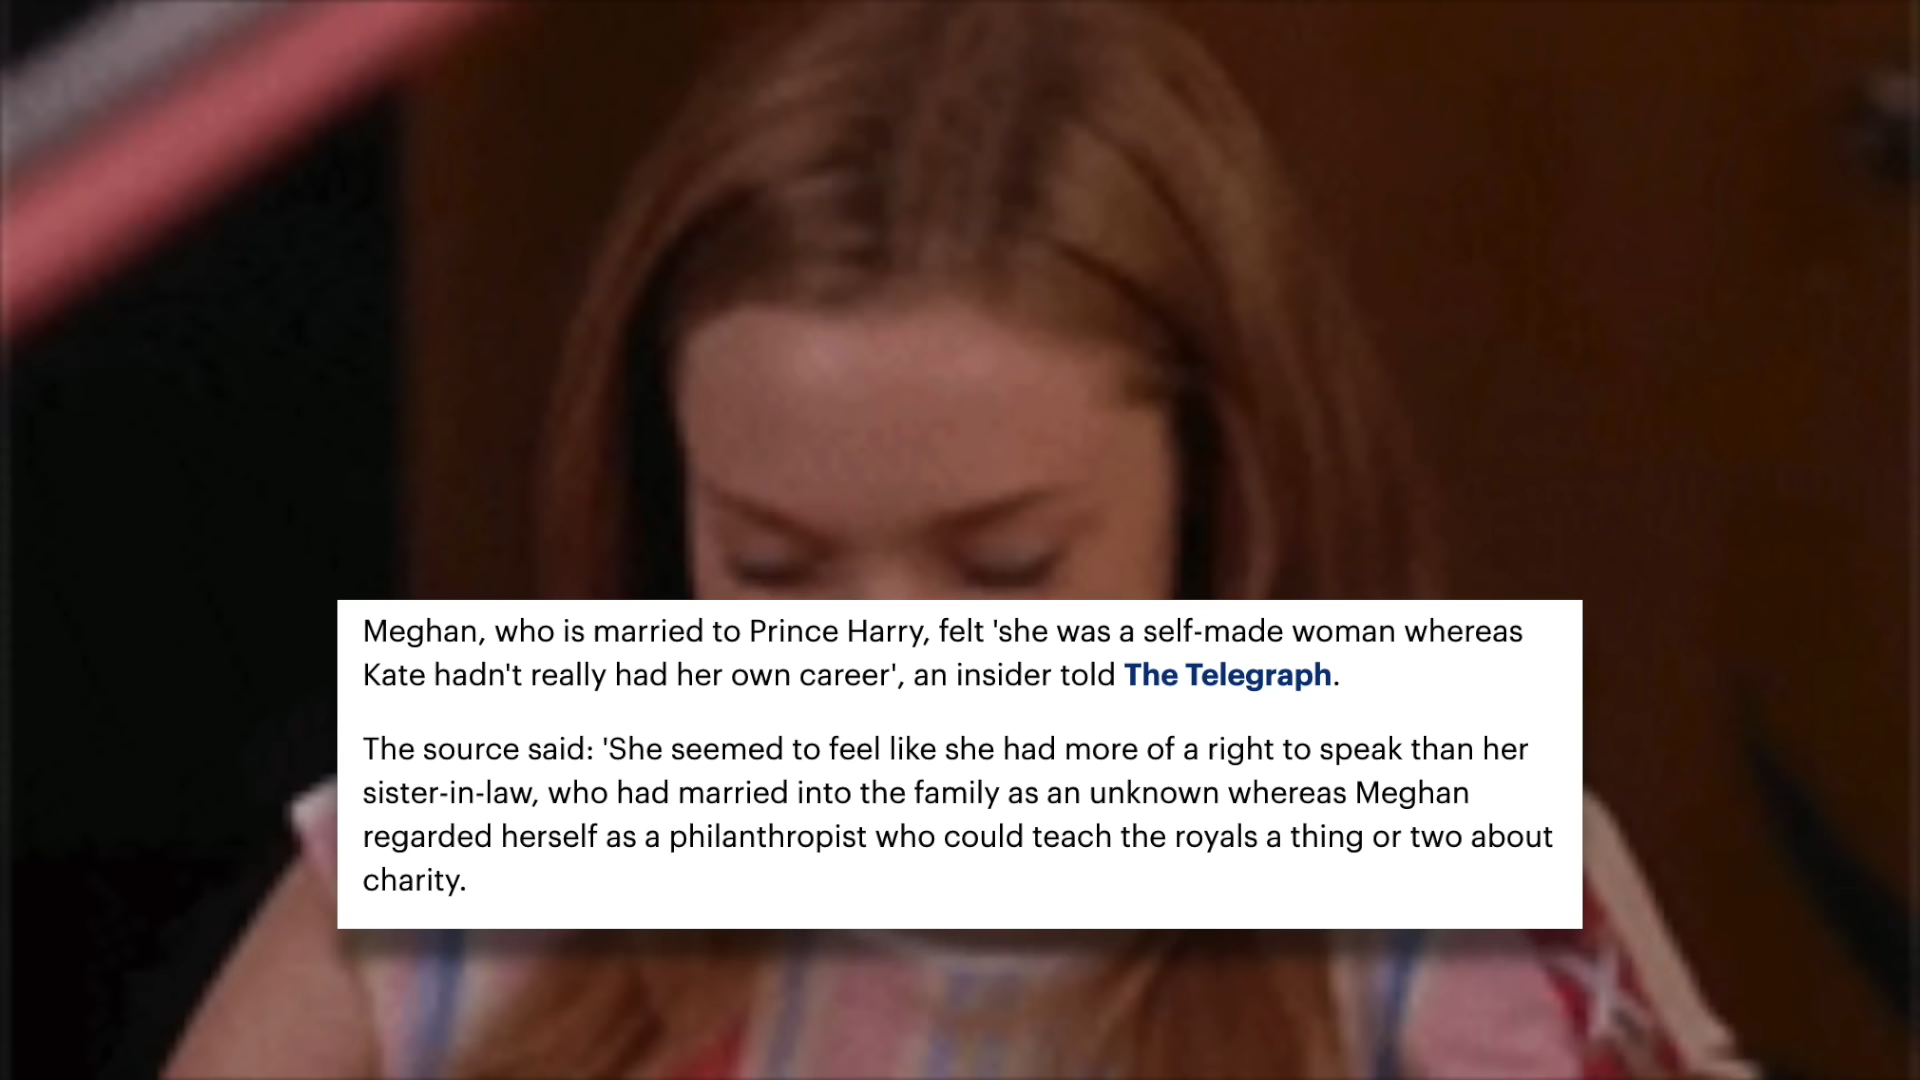 Meghan, who is married to Prince Harry, felt 'she was a self-made woman whereas
Kate hadn't really had her own career', an insider told The Telegraph.
The source said: 'She seemed to feel like she had more of a right to speak than her
sister-in-law, who had married into the family as an unknown whereas Meghan
regarded herself as a philanthropist who could teach the royals a thing or two about
charity.